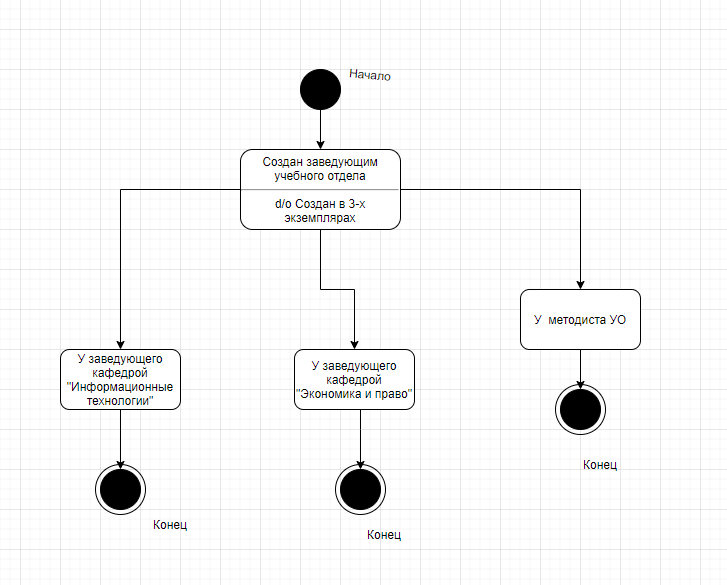 Начало
Создан заведующим
учебного отдела
d/o Создан в 3-х
экземплярах
У методиста УО
У заведующего
кафедрой
"Информационные
технологии"
У заведующего
кафедрой
"Экономика и право"
Конец
Конец
Конец